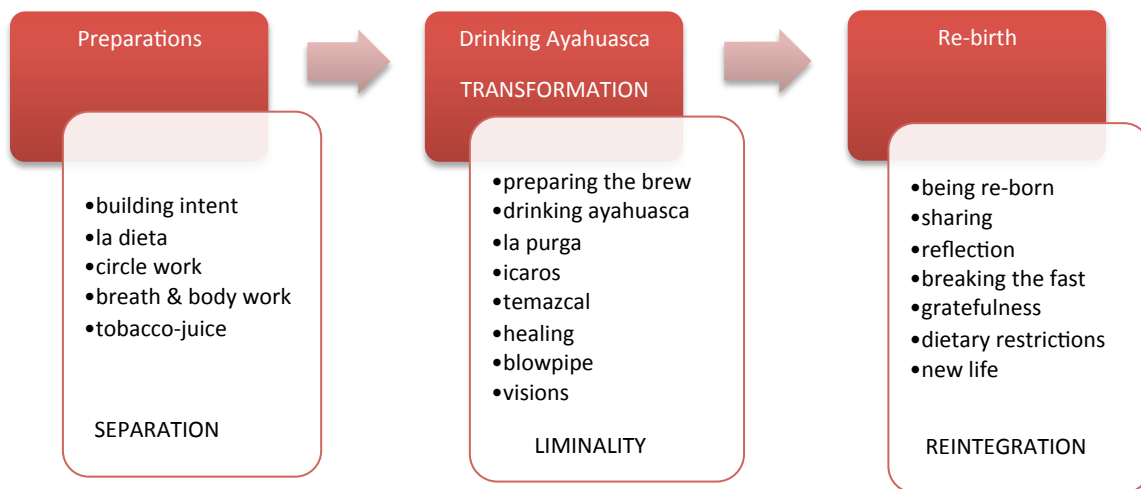 Preparations
•building intent
•la dieta
•circle work
•breath & body work
•tobacco-juice
SEPARATION
Drinking Ayahuasca
TRANSFORMATION
•preparing the brew
•drinking ayahuasca
•la purga
•icaros
•temazcal
•healing
•blowpipe
•visions
LIMINALITY
Re-birth
•being re-born
•sharing
•reflection
•breaking the fast
•gratefulness
•dietary restrictions
•new life
REINTEGRATION